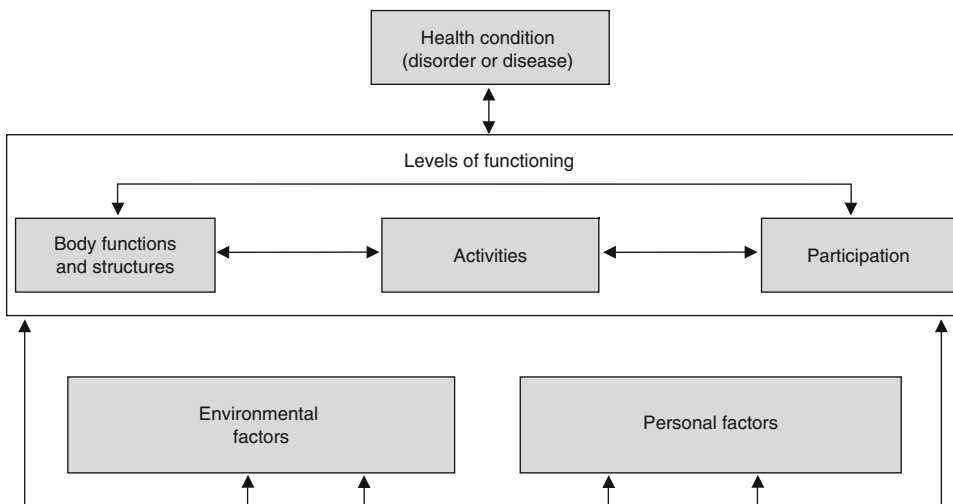 Health condition
(disorder or disease)
Levels of functioning
Body functions
and structures
Activities
Participation
Environmental
factors
Personal factors